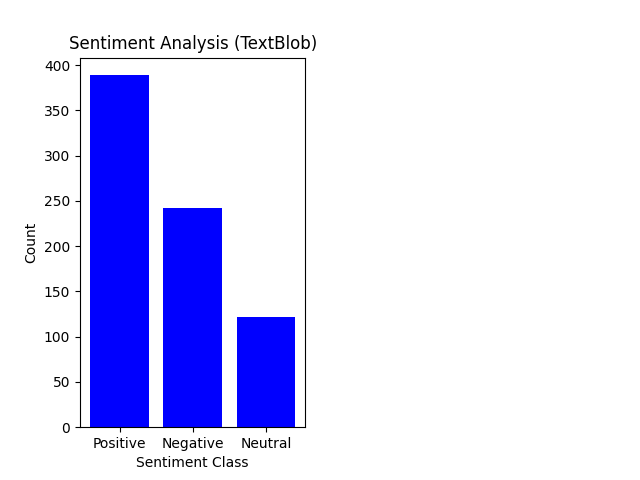 Sentiment Analysis (TextBlob)
400
350
300
250
200
150
100
50
0
Count
Positive Negative Neutral
Sentiment Class